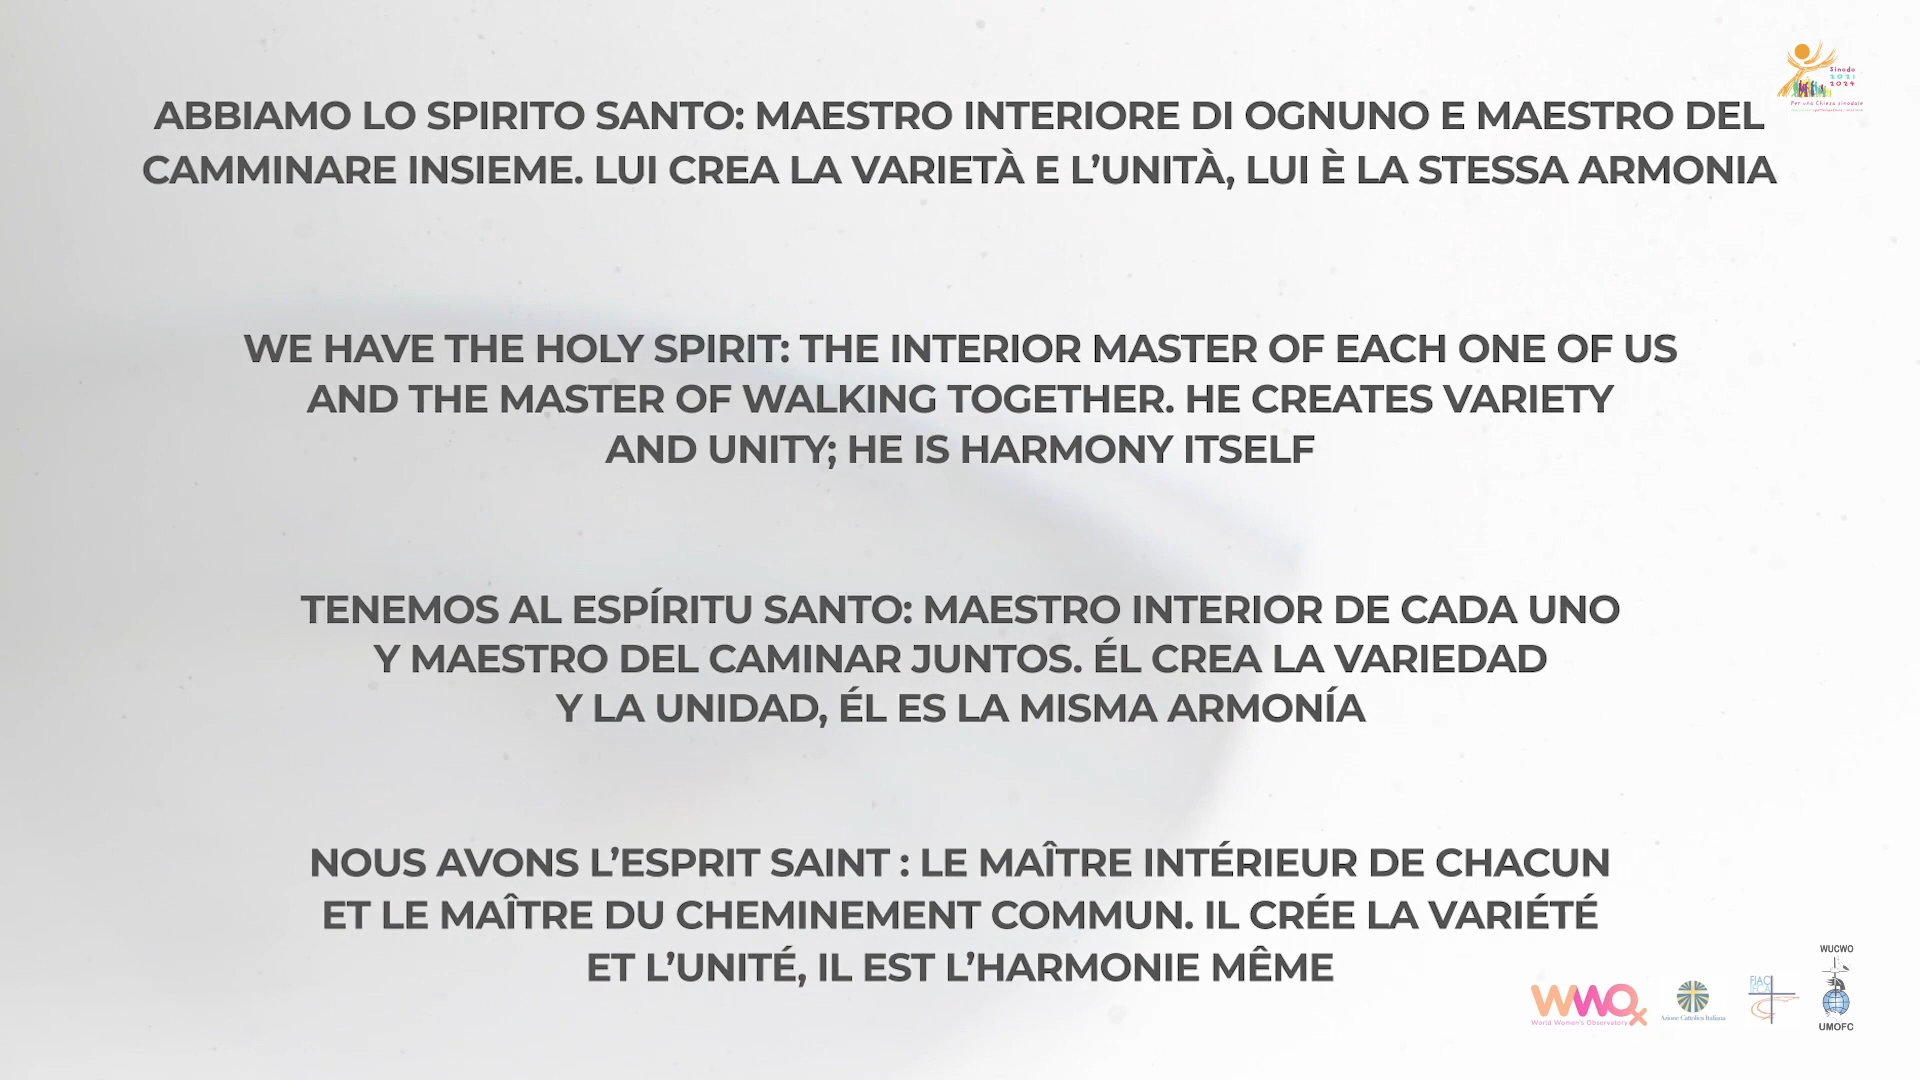 Sinodo
2021
2024
Per una Chiesa sinodale
ABBIAMO LO SPIRITO SANTO: MAESTRO INTERIORE DI OGNUNO E MAESTRO DEL
CAMMINARE INSIEME. LUI CREA LA VARIETÀ E L’UNITÀ, LUI È LA STESSA ARMONIA
WE HAVE THE HOLY SPIRIT: THE INTERIOR MASTER OF EACH ONE OF US
AND THE MASTER OF WALKING TOGETHER. HE CREATES VARIETY
AND UNITY; HE IS HARMONY ITSELF
TENEMOS AL ESPÍRITU SANTO: MAESTRO INTERIOR DE CADA UNO
Y MAESTRO DEL CAMINAR JUNTOS. ÉL CREA LA VARIEDAD
Y LA UNIDAD, ÉL ES LA MISMA ARMONÍA
NOUS AVONS L’ESPRIT SAINT : LE MAÎTRE INTÉRIEUR DE CHACUN
ET LE MAÎTRE DU CHEMINEMENT COMMUN. IL CRÉE LA VARIÉTÉ
ET L’UNITÉ, IL EST L’HARMONIE MÊME
WWO
World Women's Observatory
Azione Cattolica Italiana
FIAC
IFCA
WUCWO
UMOFC